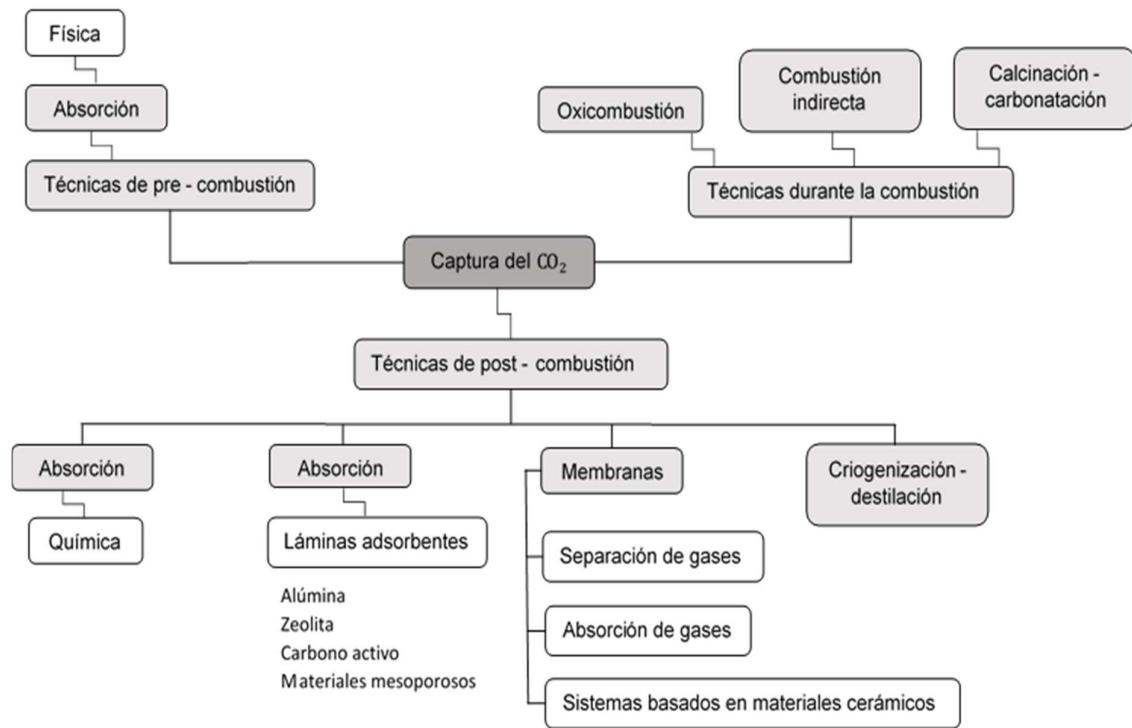 Física
Absorción
Técnicas de pre - combustión
Oxicombustión
Combustión
indirecta
Calcinación -
carbonatación
Técnicas durante la combustión
Captura del CO₂
Técnicas de post - combustión
Absorción
Química
Absorción
Láminas adsorbentes
Alúmina
Zeolita
Carbono activo
Materiales mesoporosos
Membranas
Separación de gases
Absorción de gases
Sistemas basados en materiales cerámicos
Criogenización -
destilación